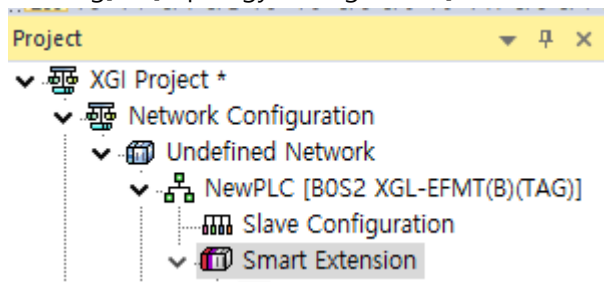 Project
XGI Project *
Network Configuration
Undefined Network
NewPLC [B0S2 XGL-EFMT(B)(TAG)]
Slave Configuration
Smart Extension